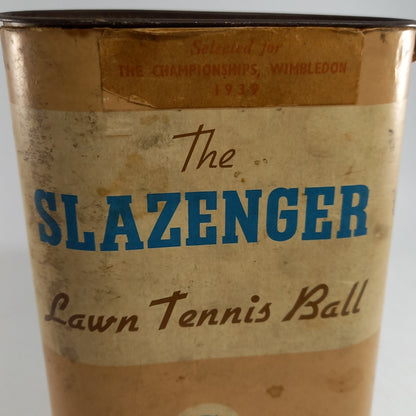 Selected for
THE CHAMPIONSHIPS, WIMBLEDON
1939
The
SLAZENGER
Lawn Tennis Ball